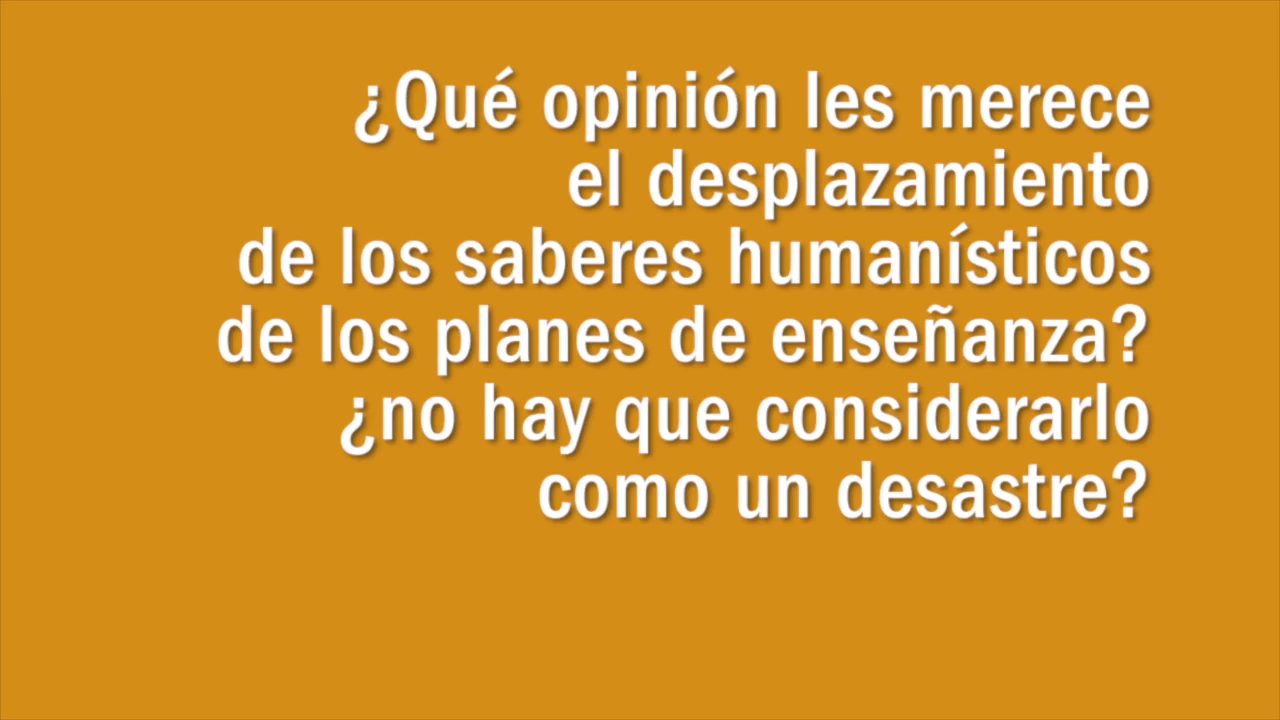 ¿Qué opinión les merece
el desplazamiento
de los saberes humanísticos
de los planes de enseñanza?
¿no hay que considerarlo
como un desastre?